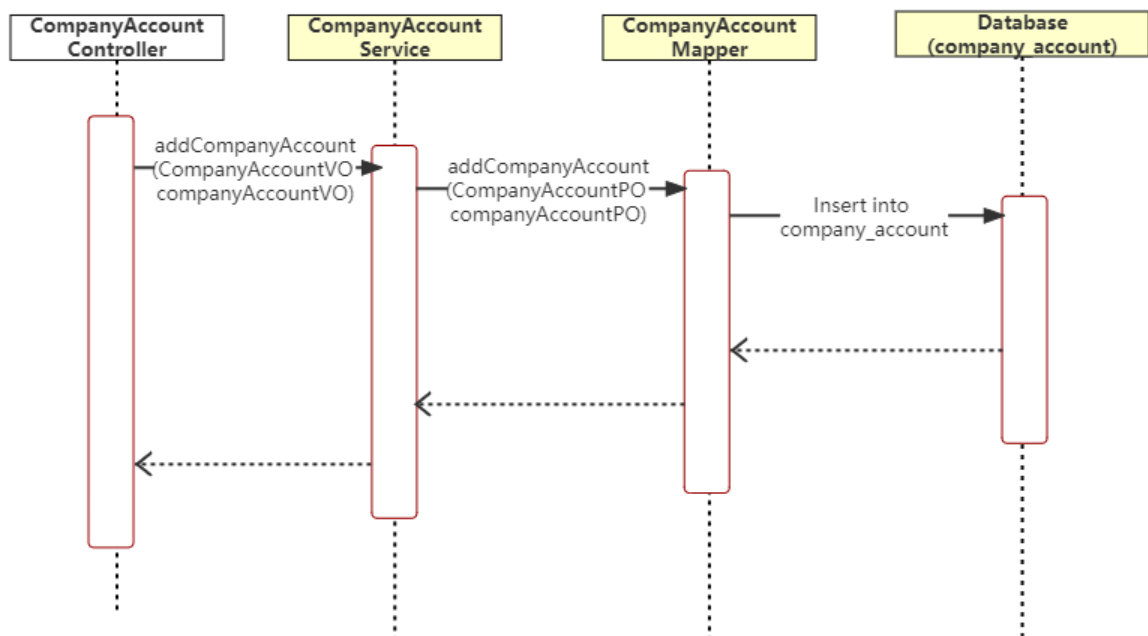 CompanyAccount
Controller
CompanyAccount
Service
CompanyAccount
Mapper
Database
(company_account)
addCompanyAccount
(CompanyAccountVO
companyAccountVO)
addCompanyAccount
(CompanyAccountPO
companyAccountPO)
Insert into
company_account